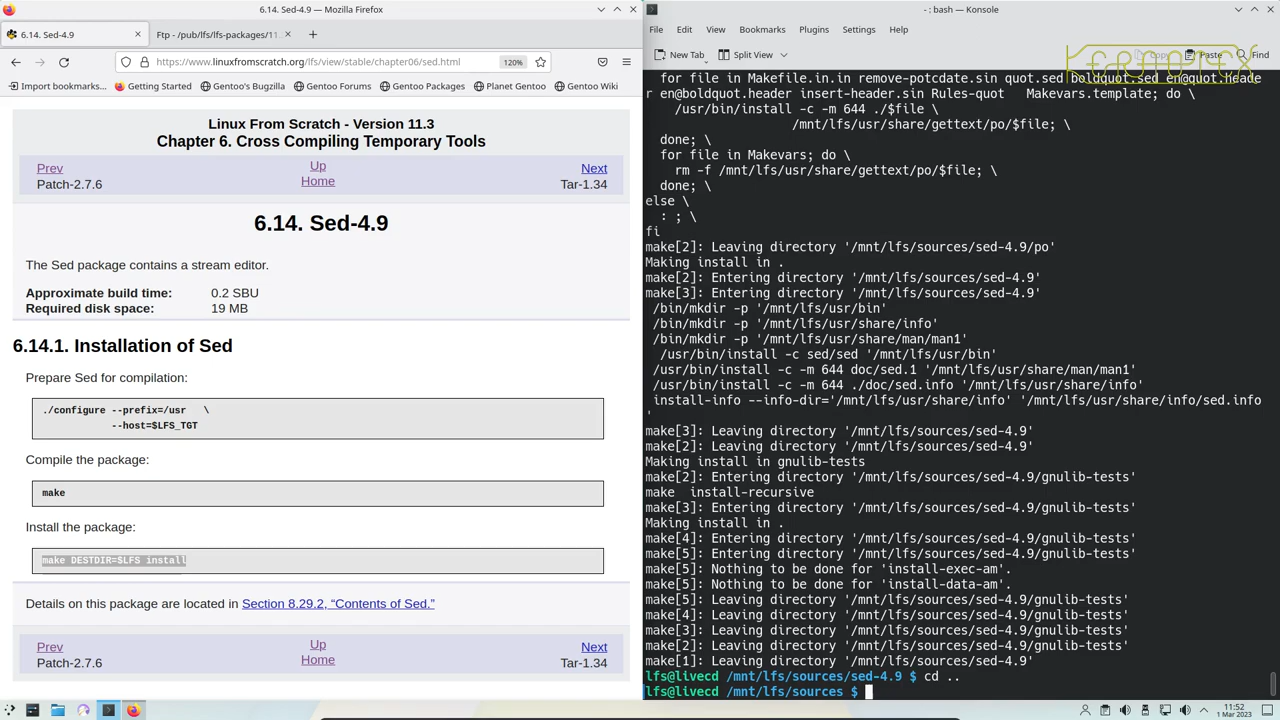 6.14. Sed-4.9 — Mozilla Firefox
6.14. Sed-4.9
Ftp - /pub/lfs/lfs-packages/11.
https://www.linuxfromscratch.org/lfs/view/stable/chapter06/sed.html
120%
Import bookmarks...
Getting Started
Gentoo's Bugzilla
Gentoo Forums
Gentoo Packages
Planet Gentoo
Gentoo Wiki
Linux From Scratch - Version 11.3
Chapter 6. Cross Compiling Temporary Tools
Prev
Up
Next
Patch-2.7.6
Home
Tar-1.34
6.14. Sed-4.9
The Sed package contains a stream editor.
Approximate build time: 0.2 SBU
Required disk space: 19 MB
6.14.1. Installation of Sed
Prepare Sed for compilation:
./configure --prefix=/usr   \
            --host=$LFS_TGT
Compile the package:
make
Install the package:
make DESTDIR=$LFS install
Details on this package are located in Section 8.29.2, “Contents of Sed.”
Prev
Up
Next
Patch-2.7.6
Home
Tar-1.34
- : bash — Konsole
File Edit View Bookmarks Plugins Settings Help
New Tab
Split View
Copy
Paste
Find
for file in Makefile.in.in remove-potcdate.sin quot.sed boldquot.sed en@quot.heade
r en@boldquot.header insert-header.sin Rules-quot   Makevars.template; do \
    /usr/bin/install -c -m 644 ./$file \
                    /mnt/lfs/usr/share/gettext/po/$file; \
  done; \
  for file in Makevars; do \
    rm -f /mnt/lfs/usr/share/gettext/po/$file; \
  done; \
else \
  : ; \
fi
make[2]: Leaving directory '/mnt/lfs/sources/sed-4.9/po'
Making install in .
make[2]: Entering directory '/mnt/lfs/sources/sed-4.9'
make[3]: Entering directory '/mnt/lfs/sources/sed-4.9'
 /bin/mkdir -p '/mnt/lfs/usr/bin'
 /bin/mkdir -p '/mnt/lfs/usr/share/info'
 /bin/mkdir -p '/mnt/lfs/usr/share/man/man1'
  /usr/bin/install -c sed/sed '/mnt/lfs/usr/bin'
 /usr/bin/install -c -m 644 doc/sed.1 '/mnt/lfs/usr/share/man/man1'
 /usr/bin/install -c -m 644 ./doc/sed.info '/mnt/lfs/usr/share/info'
 install-info --info-dir='/mnt/lfs/usr/share/info' '/mnt/lfs/usr/share/info/sed.info
'
make[3]: Leaving directory '/mnt/lfs/sources/sed-4.9'
make[2]: Leaving directory '/mnt/lfs/sources/sed-4.9'
Making install in gnulib-tests
make[2]: Entering directory '/mnt/lfs/sources/sed-4.9/gnulib-tests'
make  install-recursive
make[3]: Entering directory '/mnt/lfs/sources/sed-4.9/gnulib-tests'
Making install in .
make[4]: Entering directory '/mnt/lfs/sources/sed-4.9/gnulib-tests'
make[5]: Entering directory '/mnt/lfs/sources/sed-4.9/gnulib-tests'
make[5]: Nothing to be done for 'install-exec-am'.
make[5]: Nothing to be done for 'install-data-am'.
make[5]: Leaving directory '/mnt/lfs/sources/sed-4.9/gnulib-tests'
make[4]: Leaving directory '/mnt/lfs/sources/sed-4.9/gnulib-tests'
make[3]: Leaving directory '/mnt/lfs/sources/sed-4.9/gnulib-tests'
make[2]: Leaving directory '/mnt/lfs/sources/sed-4.9/gnulib-tests'
make[1]: Leaving directory '/mnt/lfs/sources/sed-4.9'
lfs@livecd /mnt/lfs/sources/sed-4.9 $ cd ..
lfs@livecd /mnt/lfs/sources $
11:52
1 Mar 2023